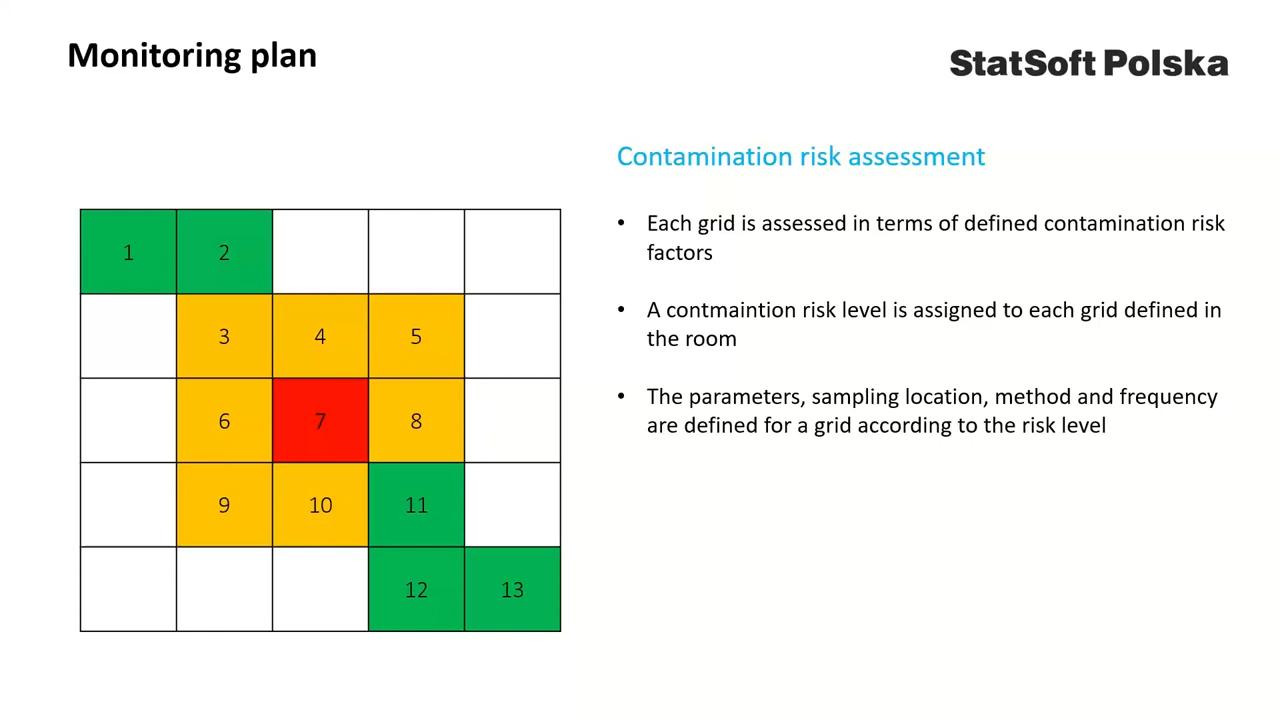 Monitoring plan
StatSoft Polska
Contamination risk assessment
• Each grid is assessed in terms of defined contamination risk
factors
• A contmaintion risk level is assigned to each grid defined in
the room
• The parameters, sampling location, method and frequency
are defined for a grid according to the risk level
1 2
3 4 5
6 7 8
9 10 11
12 13